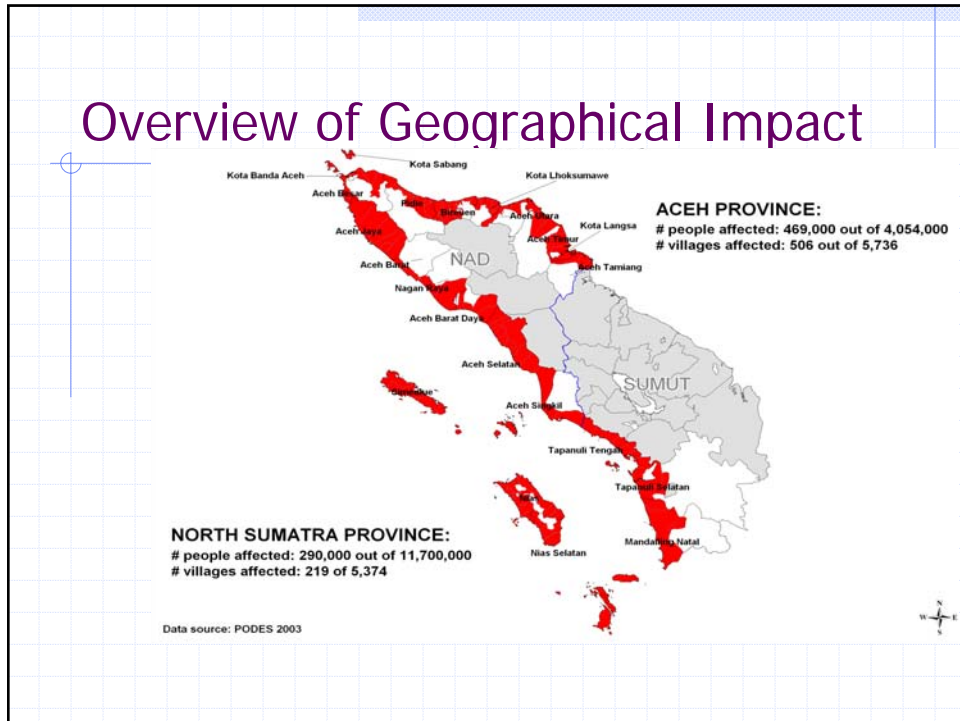 Overview of Geographical Impact
Kota Sabang
Kota Banda Aceh
Kota Lhoksumawe
Aceh Besar
Pidie
Bireuen
Aceh Utara
ACEH PROVINCE:
# people affected: 469,000 out of 4,054,000
# villages affected: 506 out of 5,736
Kota Langsa
Aceh Jaya
Aceh Timur
NAD
Aceh Barat
Aceh Tamiang
Nagan Raya
Aceh Barat Daya
Aceh Selatan
SUMUT
Simeulue
Aceh Singkil
Tapanuli Tengah
Tapanuli Selatan
Nias
NORTH SUMATRA PROVINCE:
# people affected: 290,000 out of 11,700,000
# villages affected: 219 of 5,374
Mandailing Natal
Nias Selatan
Data source: PODES 2003
N
W E
S